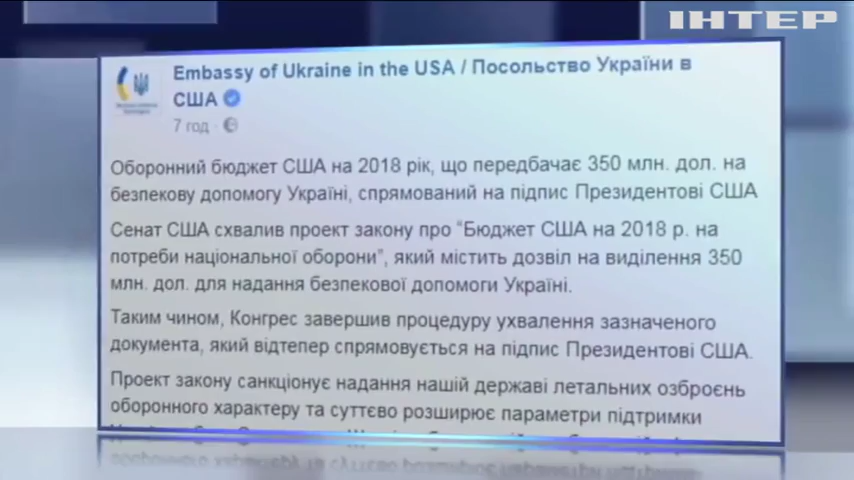 ІНТЕР
Embassy of Ukraine in the USA / Посольство України в
США
7 год
Оборонний бюджет США на 2018 рік, що передбачає 350 млн. дол. на
безпекову допомогу Україні, спрямований на підпис Президентові США
Сенат США схвалив проект закону про “Бюджет США на 2018 р. на
потреби національної оборони”, який містить дозвіл на виділення 350
млн. дол. для надання безпекової допомоги Україні.
Таким чином, Конгрес завершив процедуру ухвалення зазначеного
документа, який відтепер спрямовується на підпис Президентові США.
Проект закону санкціонує надання нашій державі летальних озброєнь
оборонного характеру та суттєво розширює параметри підтримки